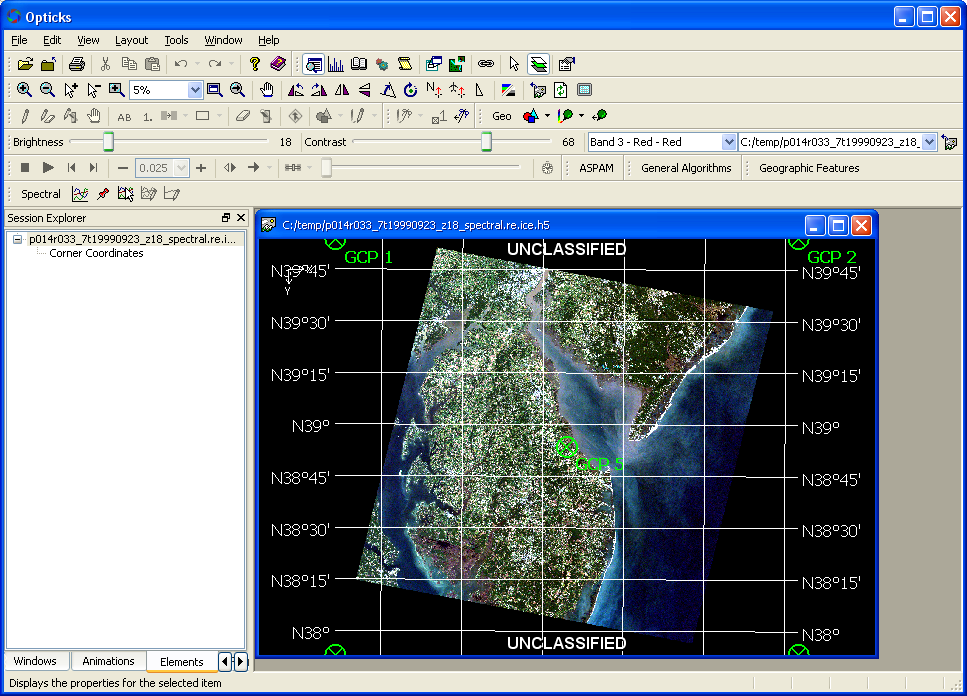 Opticks
File Edit View Layout Tools Window Help
5%
AB 1. Geo
Brightness 18 Contrast 68 Band 3 - Red - Red C:/temp/p014r033_7t19990923_z18_
0.025 ASPAM General Algorithms Geographic Features
Spectral
Session Explorer
p014r033_7t19990923_z18_spectral.re.i...
Corner Coordinates
C:/temp/p014r033_7t19990923_z18_spectral.re.ice.h5
UNCLASSIFIED
GCP 1 GCP 2
N39°45' N39°45'
Y
N39°30' N39°30'
N39°15' N39°15'
N39° N39°
GCP 5
N38°45' N38°45'
N38°30' N38°30'
N38°15' N38°15'
N38° N38°
UNCLASSIFIED
Windows Animations Elements
Displays the properties for the selected item